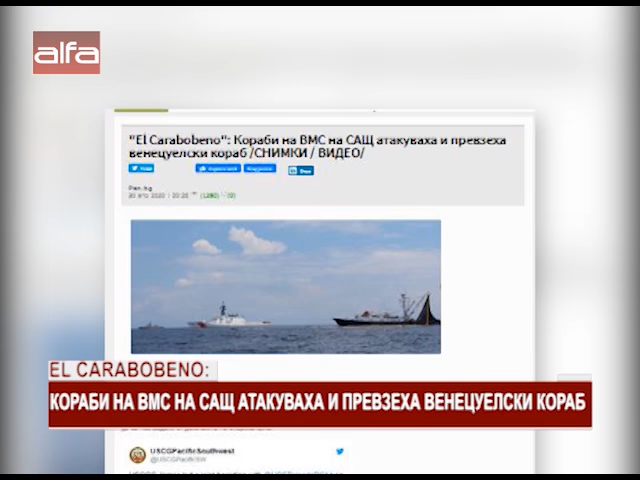 alfa
"El Carabobeno": Кораби на ВМС на САЩ атакуваха и превзеха
венецуелски кораб /СНИМКИ / ВИДЕО/
EL CARABOBENO:
КОРАБИ НА ВМС НА САЩ АТАКУВАХА И ПРЕВЗЕХА ВЕНЕЦУЕЛСКИ КОРАБ
USCGPacificSouthwest